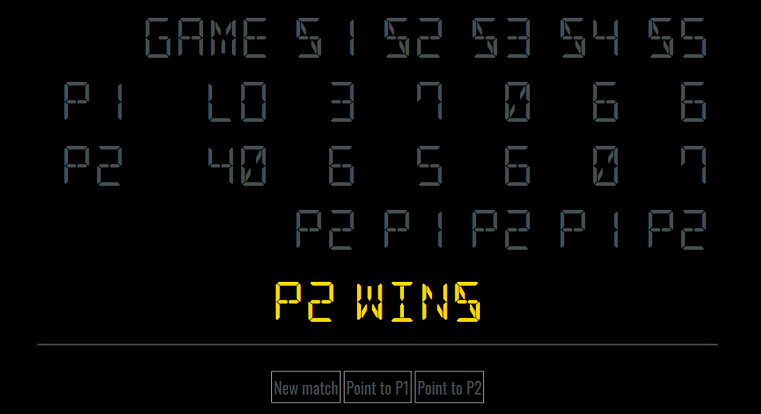 GAME S1 S2 S3 S4 S5
P1 LO 3 7 0 6 6
P2 40 6 5 6 0 7
P2 P1 P2 P1 P2
P2 WINS
New match Point to P1 Point to P2